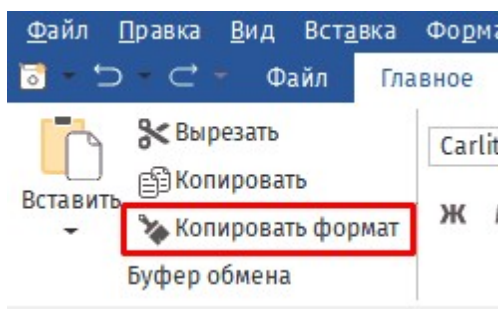 Файл Правка Вид Вставка
Файл Главное
Вырезать
Копировать
Вставить
Копировать формат
Ж
Буфер обмена